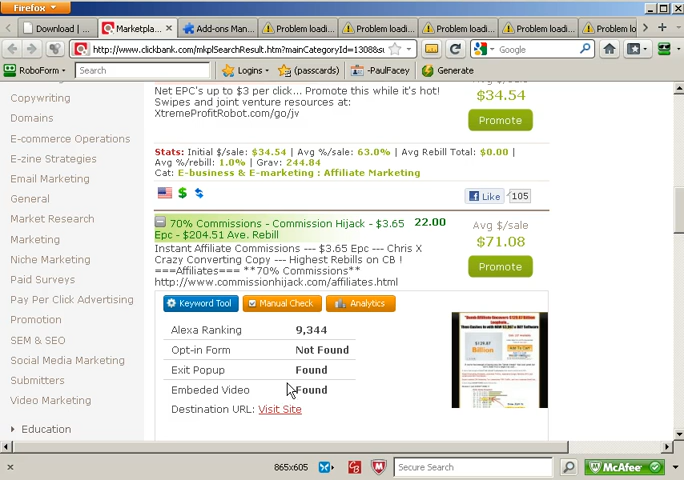 Firefox
Download | ...
Marketpla...
Add-ons Man...
Problem loadi...
Problem loadi...
Problem loadi...
http://www.clickbank.com/mkplSearchResult.htm?mainCategoryId=1308&su
Google
RoboForm
Search
Logins
(passcards)
-PaulFacey
Generate
Copywriting
Domains
E-commerce Operations
E-zine Strategies
Email Marketing
General
Market Research
Marketing
Niche Marketing
Paid Surveys
Pay Per Click Advertising
Promotion
SEM & SEO
Social Media Marketing
Submitters
Video Marketing
Education
Net EPC's up to $3 per click... Promote this while it's hot!
Swipes and joint venture resources at:
XtremeProfitRobot.com/go/jv
Avg $/sale
$34.54
Promote
Stats: Initial $/sale: $34.54 | Avg %/sale: 63.0% | Avg Rebill Total: $0.00 |
Avg %/rebill: 1.0% | Grav: 244.84
Cat: E-business & E-marketing : Affiliate Marketing
Like 105
70% Commissions - Commission Hijack - $3.65
Epc - $204.51 Ave. Rebill
22.00
Instant Affiliate Commissions --- $3.65 Epc --- Chris X
Crazy Converting Copy --- Highest Rebills on CB !
===Affiliates=== **70% Commissions**
http://www.commissionhijack.com/affiliates.html
Avg $/sale
$71.08
Promote
Keyword Tool
Manual Check
Analytics
Alexa Ranking 9,344
Opt-in Form Not Found
Exit Popup Found
Embeded Video Found
Destination URL: Visit Site
$129.87
Billion
865x605
Secure Search
McAfee